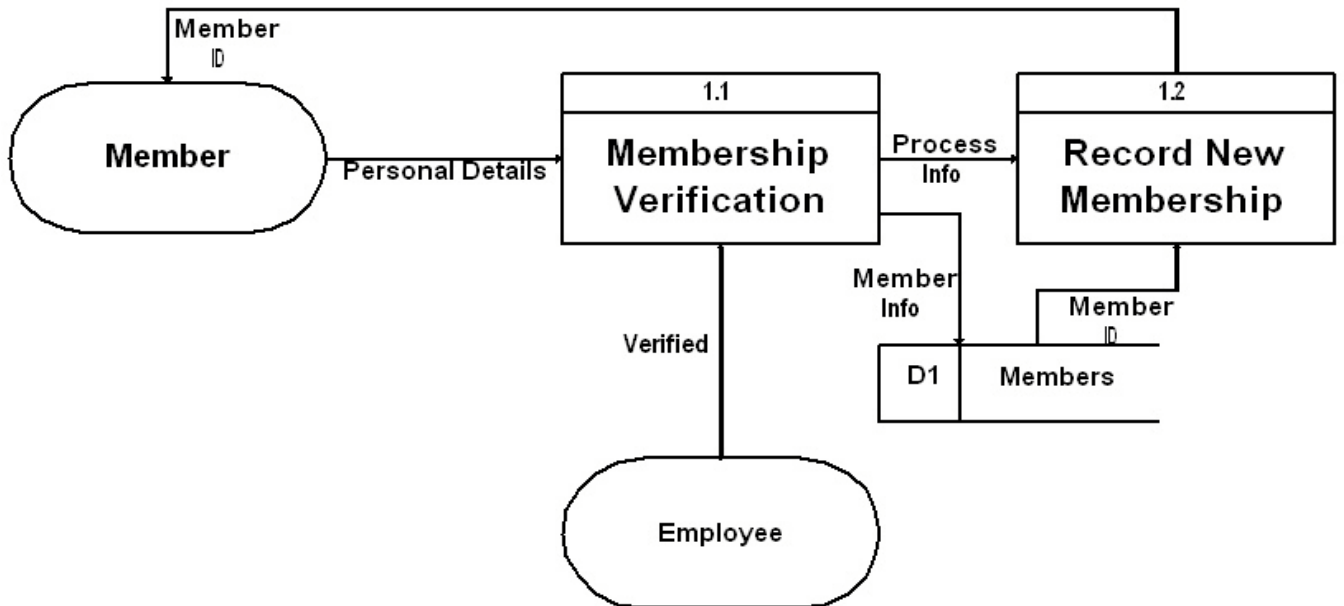 Member
ID
Member
Personal Details
1.1
Membership
Verification
Process
Info
1.2
Record New
Membership
Member
Info
Member
ID
Verified
D1
Members
Employee